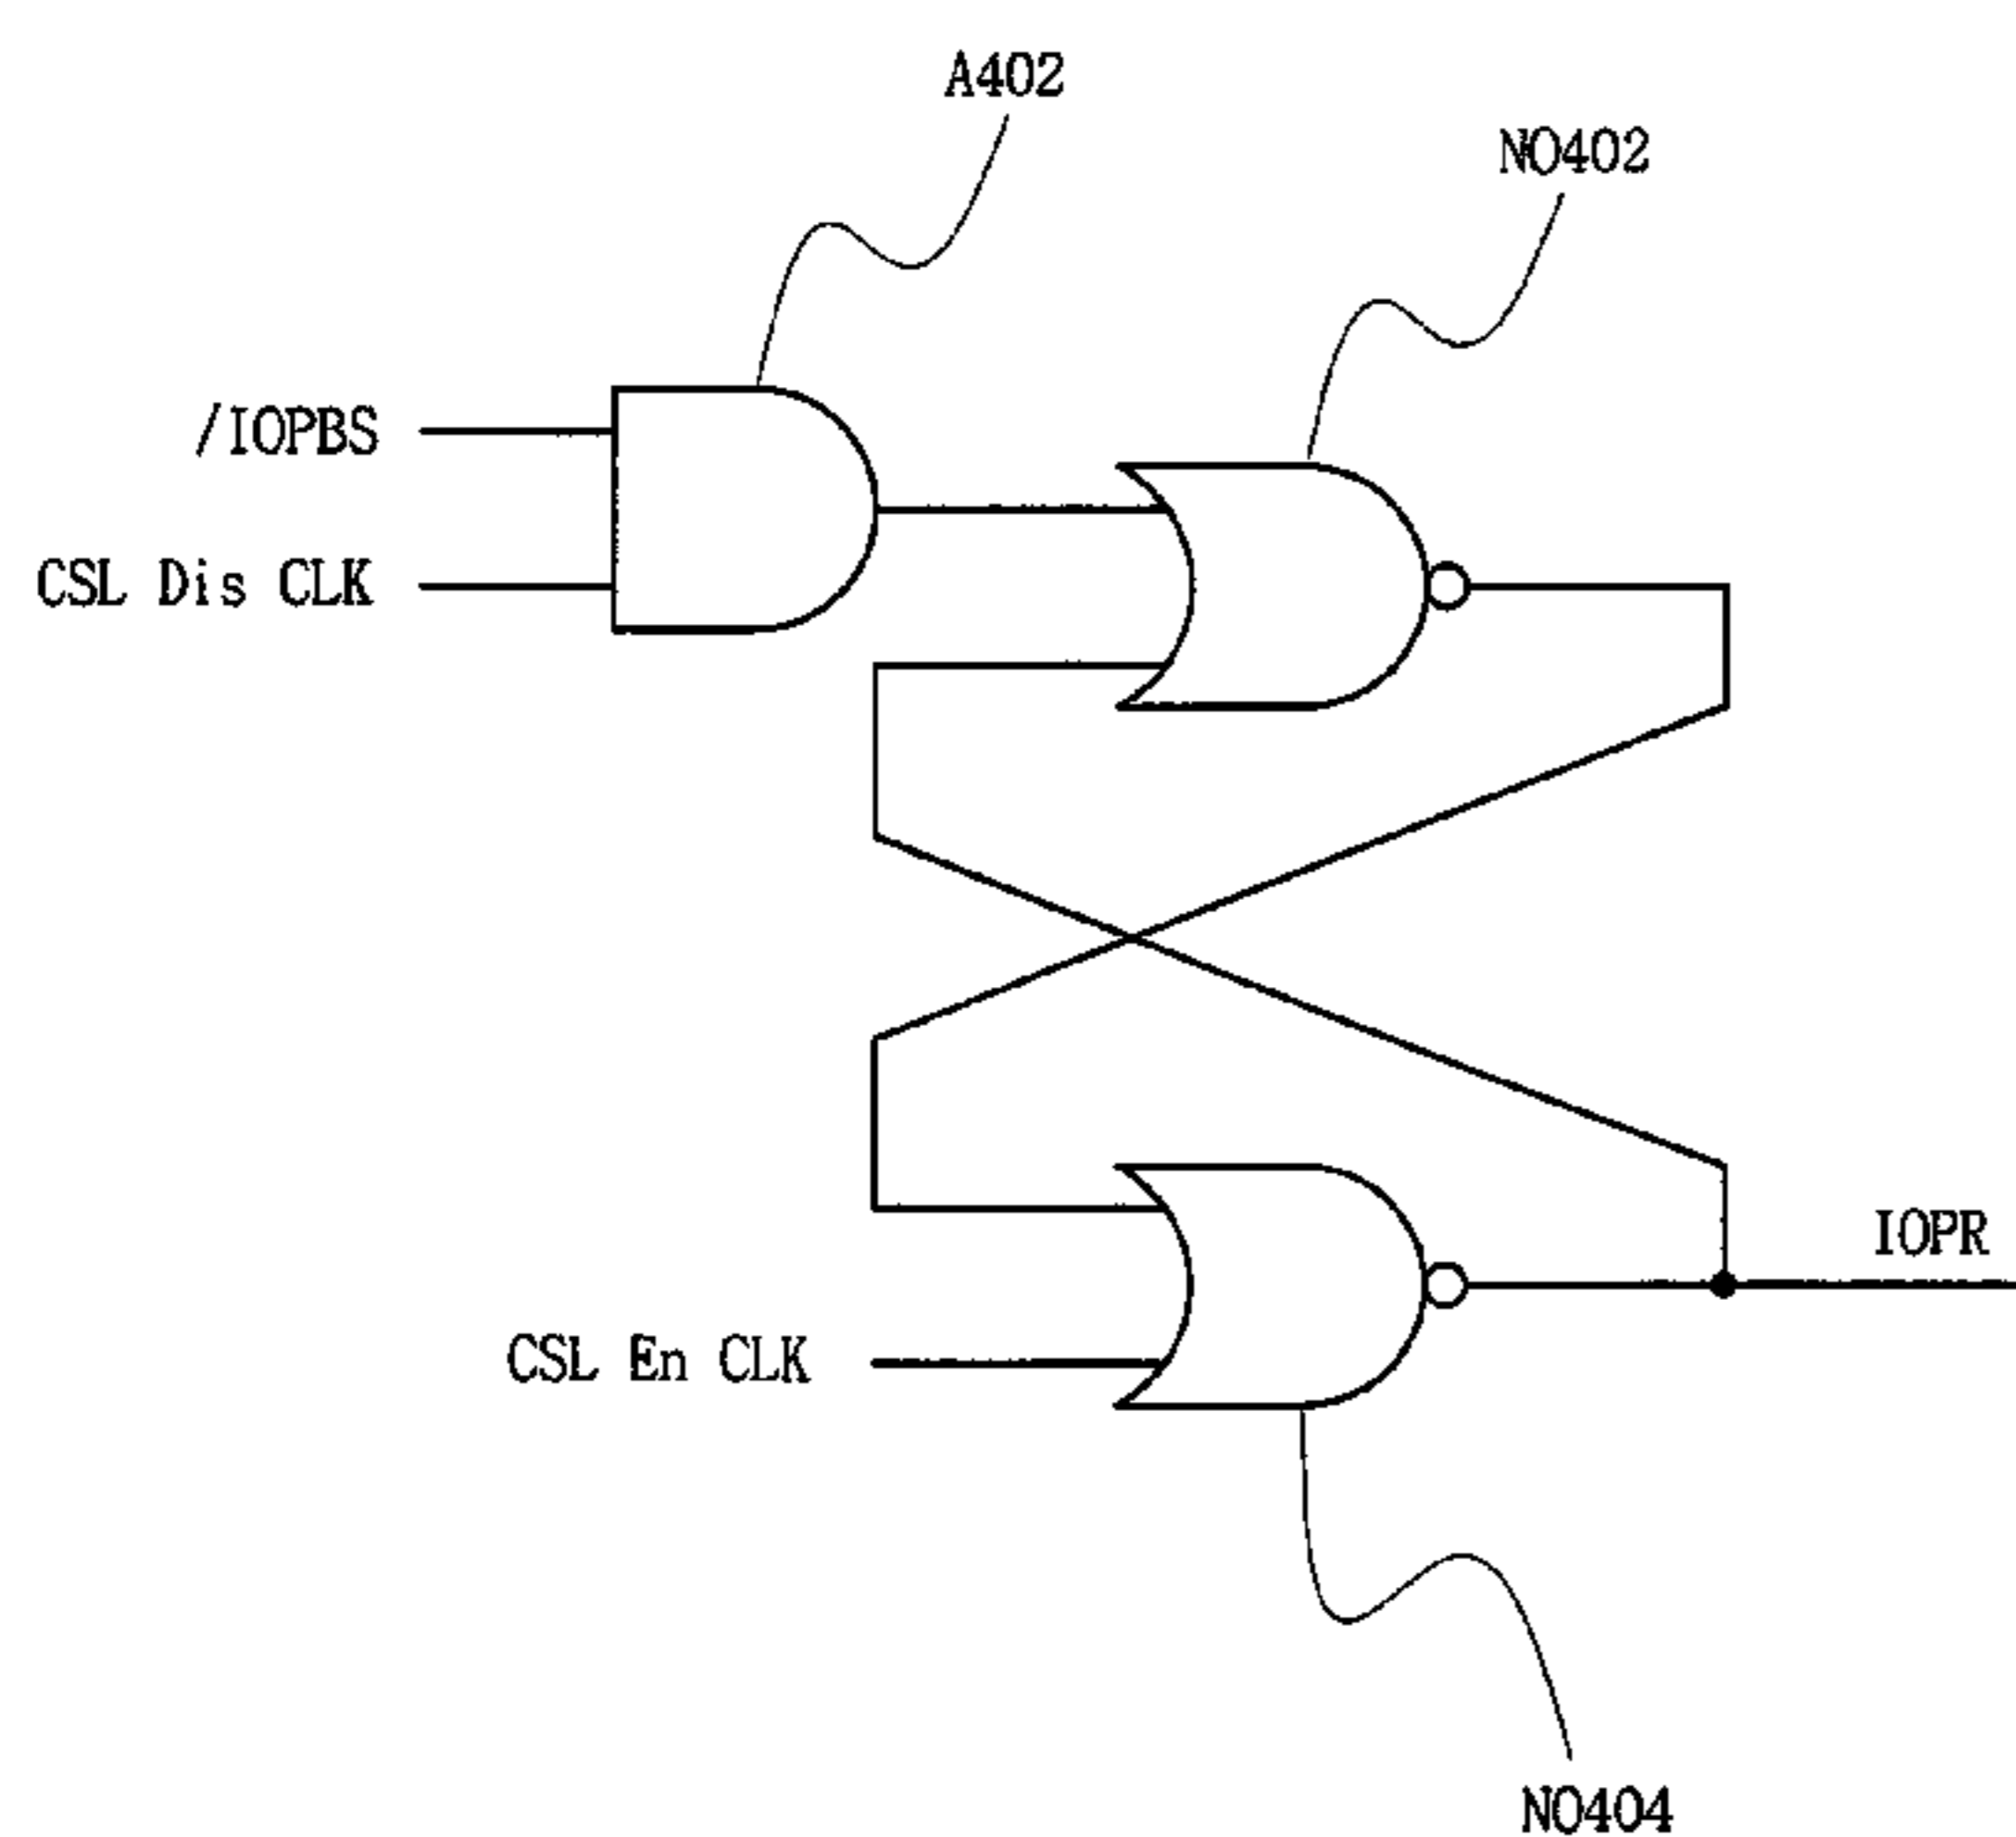 A402
NO402
/IOPBS
CSL Dis CLK
IOPR
CSL En CLK
NO404